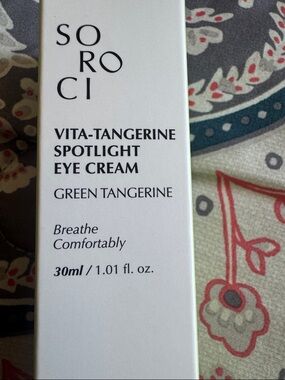 SO
RO
CI
VITA-TANGERINE
SPOTLIGHT
EYE CREAM
GREEN TANGERINE
Breathe
Comfortably
30ml / 1.01 fl. oz.